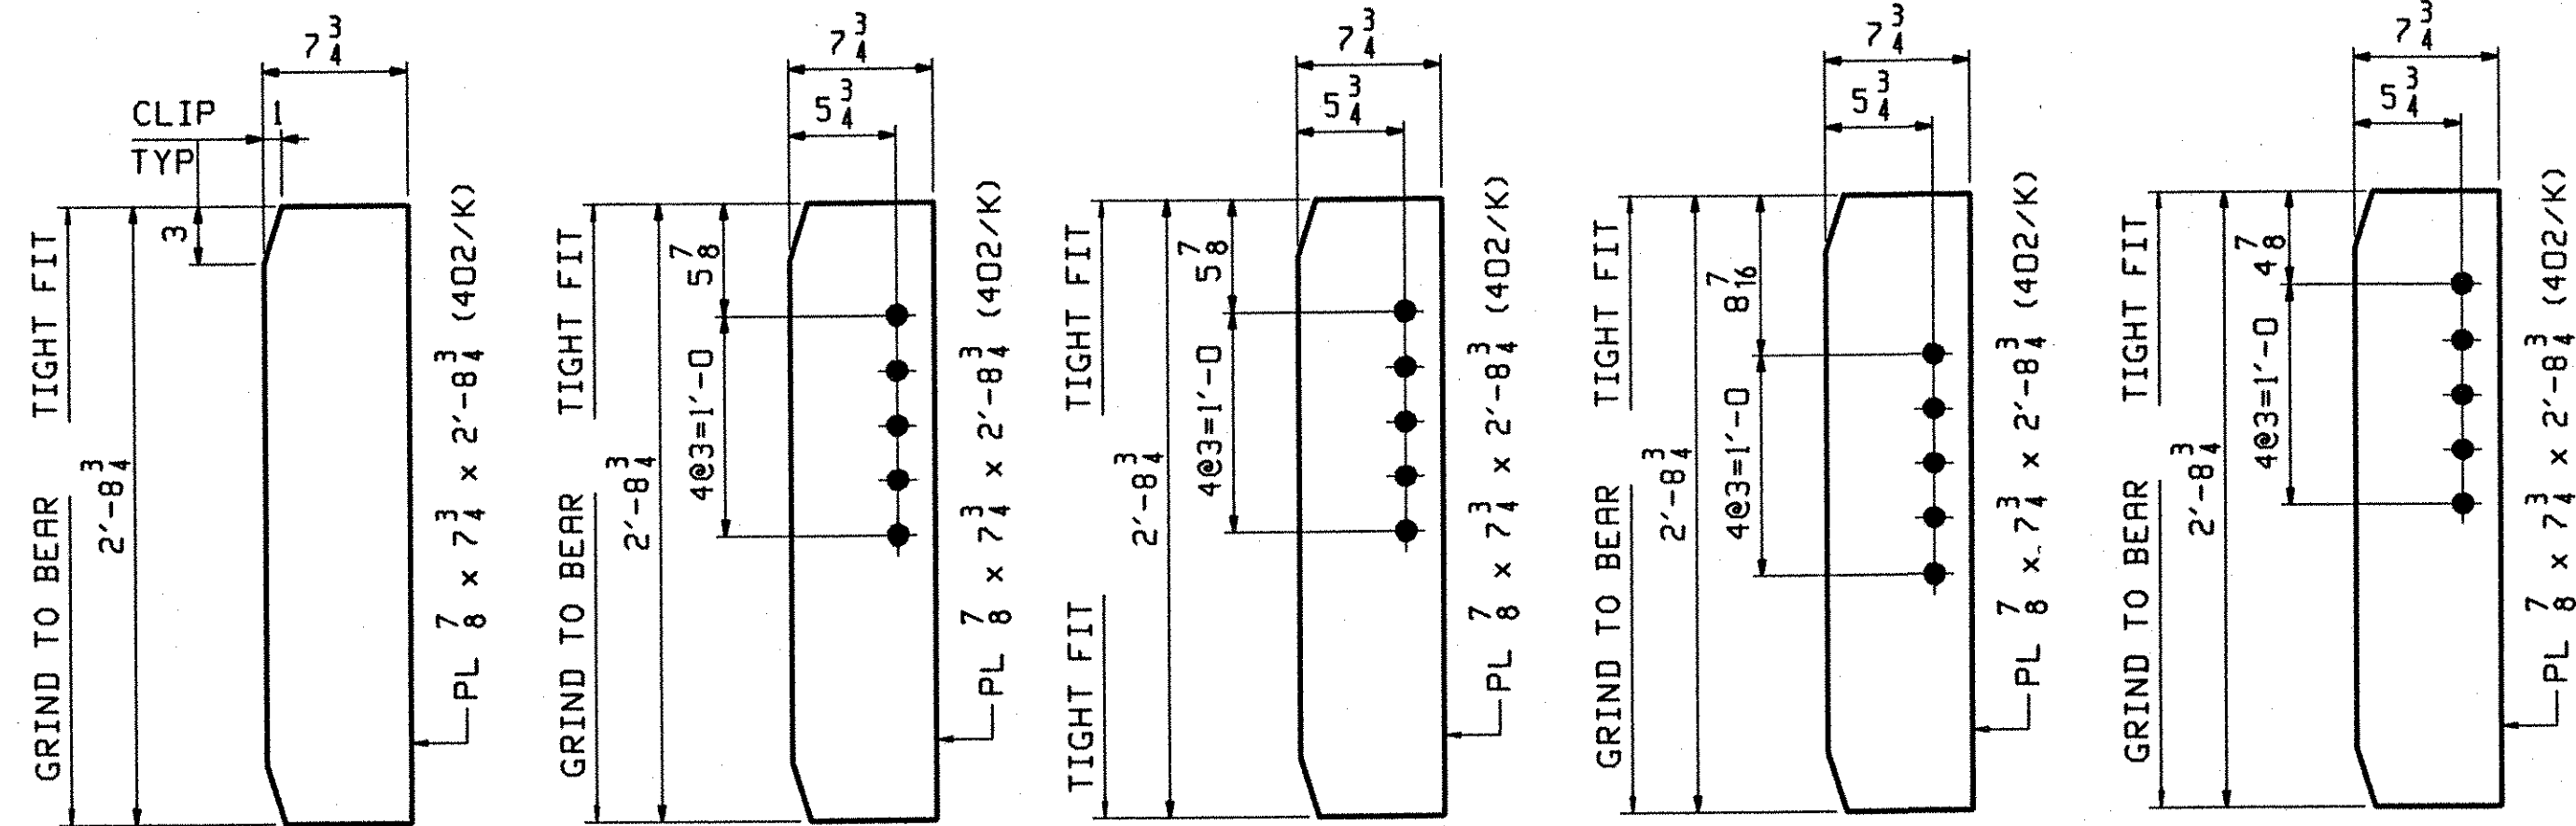 7 3/4
CLIP 1
TYP
3
TIGHT FIT
GRIND TO BEAR
2'-8 3/4
PL 7/8 x 7 3/4 x 2'-8 3/4 (402/K)
7 3/4
5 3/4
5 7/8
4@3=1'-0
TIGHT FIT
GRIND TO BEAR
2'-8 3/4
PL 7/8 x 7 3/4 x 2'-8 3/4 (402/K)
7 3/4
5 3/4
5 7/8
4@3=1'-0
TIGHT FIT
TIGHT FIT
2'-8 3/4
PL 7/8 x 7 3/4 x 2'-8 3/4 (402/K)
7 3/4
5 3/4
8 7/16
4@3=1'-0
TIGHT FIT
GRIND TO BEAR
2'-8 3/4
PL 7/8 x 7 3/4 x 2'-8 3/4 (402/K)
7 3/4
5 3/4
4 7/8
4@3=1'-0
TIGHT FIT
GRIND TO BEAR
2'-8 3/4
PL 7/8 x 7 3/4 x 2'-8 3/4 (402/K)